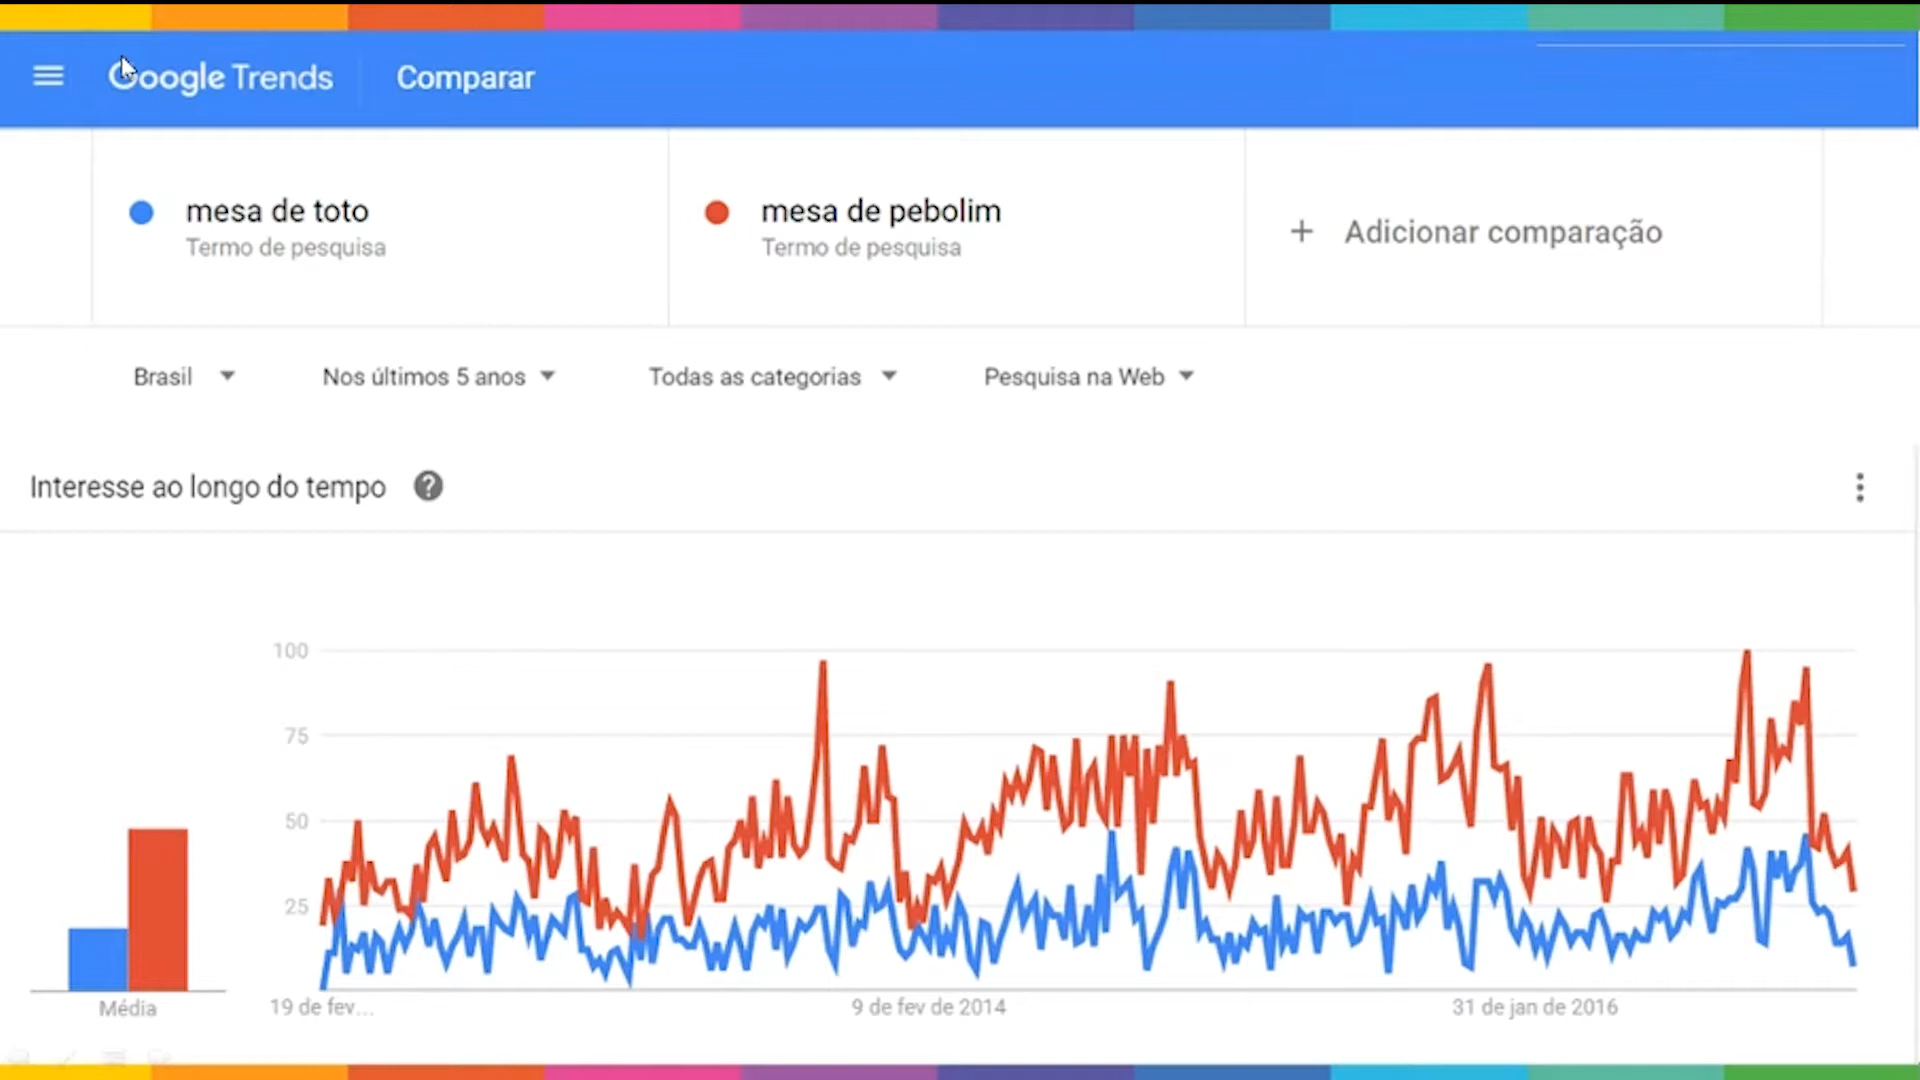 Google Trends Comparar
mesa de toto
Termo de pesquisa
mesa de pebolim
Termo de pesquisa
+ Adicionar comparação
Brasil
Nos últimos 5 anos
Todas as categorias
Pesquisa na Web
Interesse ao longo do tempo ?
100
75
50
25
Média
19 de fev...
9 de fev de 2014
31 de jan de 2016